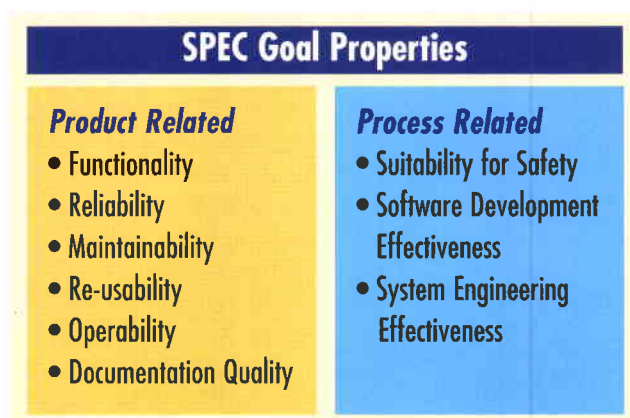 SPEC Goal Properties
Product Related
• Functionality
• Reliability
• Maintainability
• Re-usability
• Operability
• Documentation Quality
Process Related
• Suitability for Safety
• Software Development
Effectiveness
• System Engineering
Effectiveness